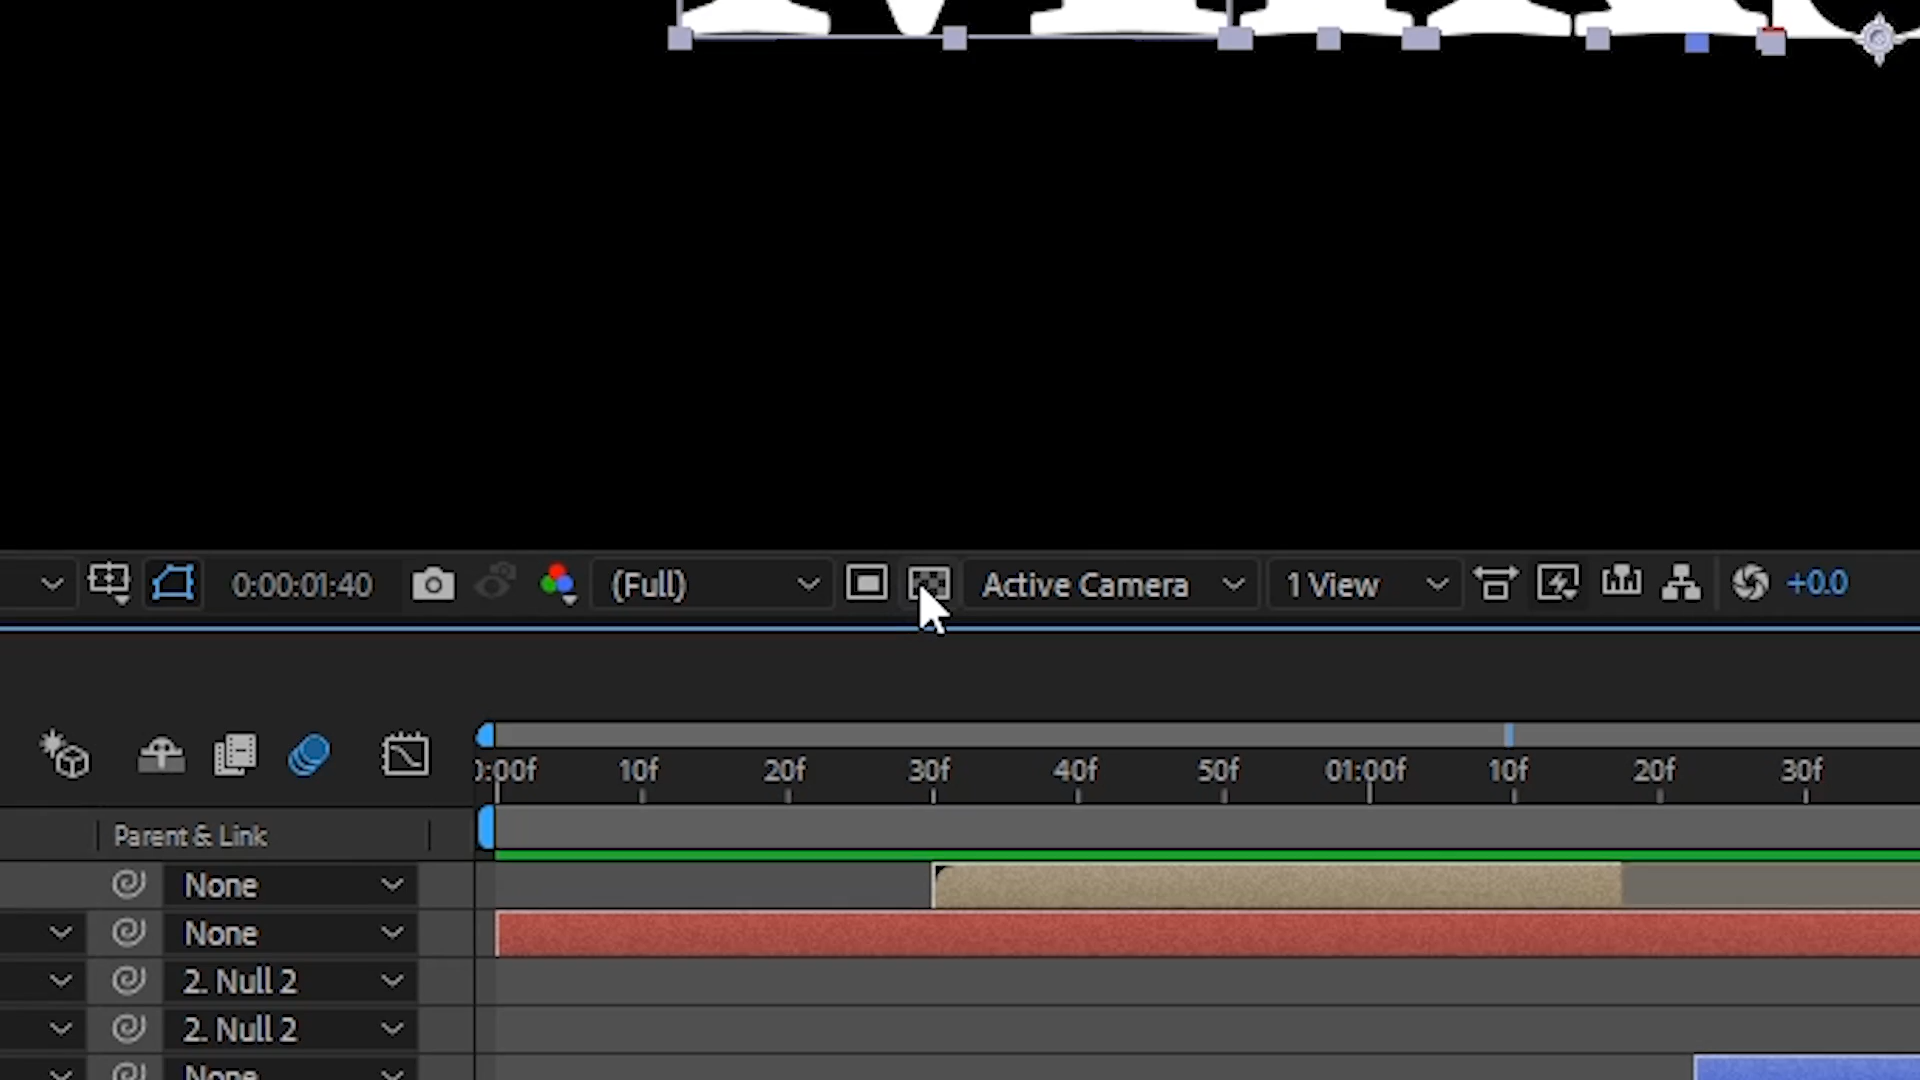 0:00:01:40 (Full) Active Camera 1 View +0.0
0:00f 10f 20f 30f 40f 50f 01:00f 10f 20f 30f
Parent & Link
None
None
2. Null 2
2. Null 2
None